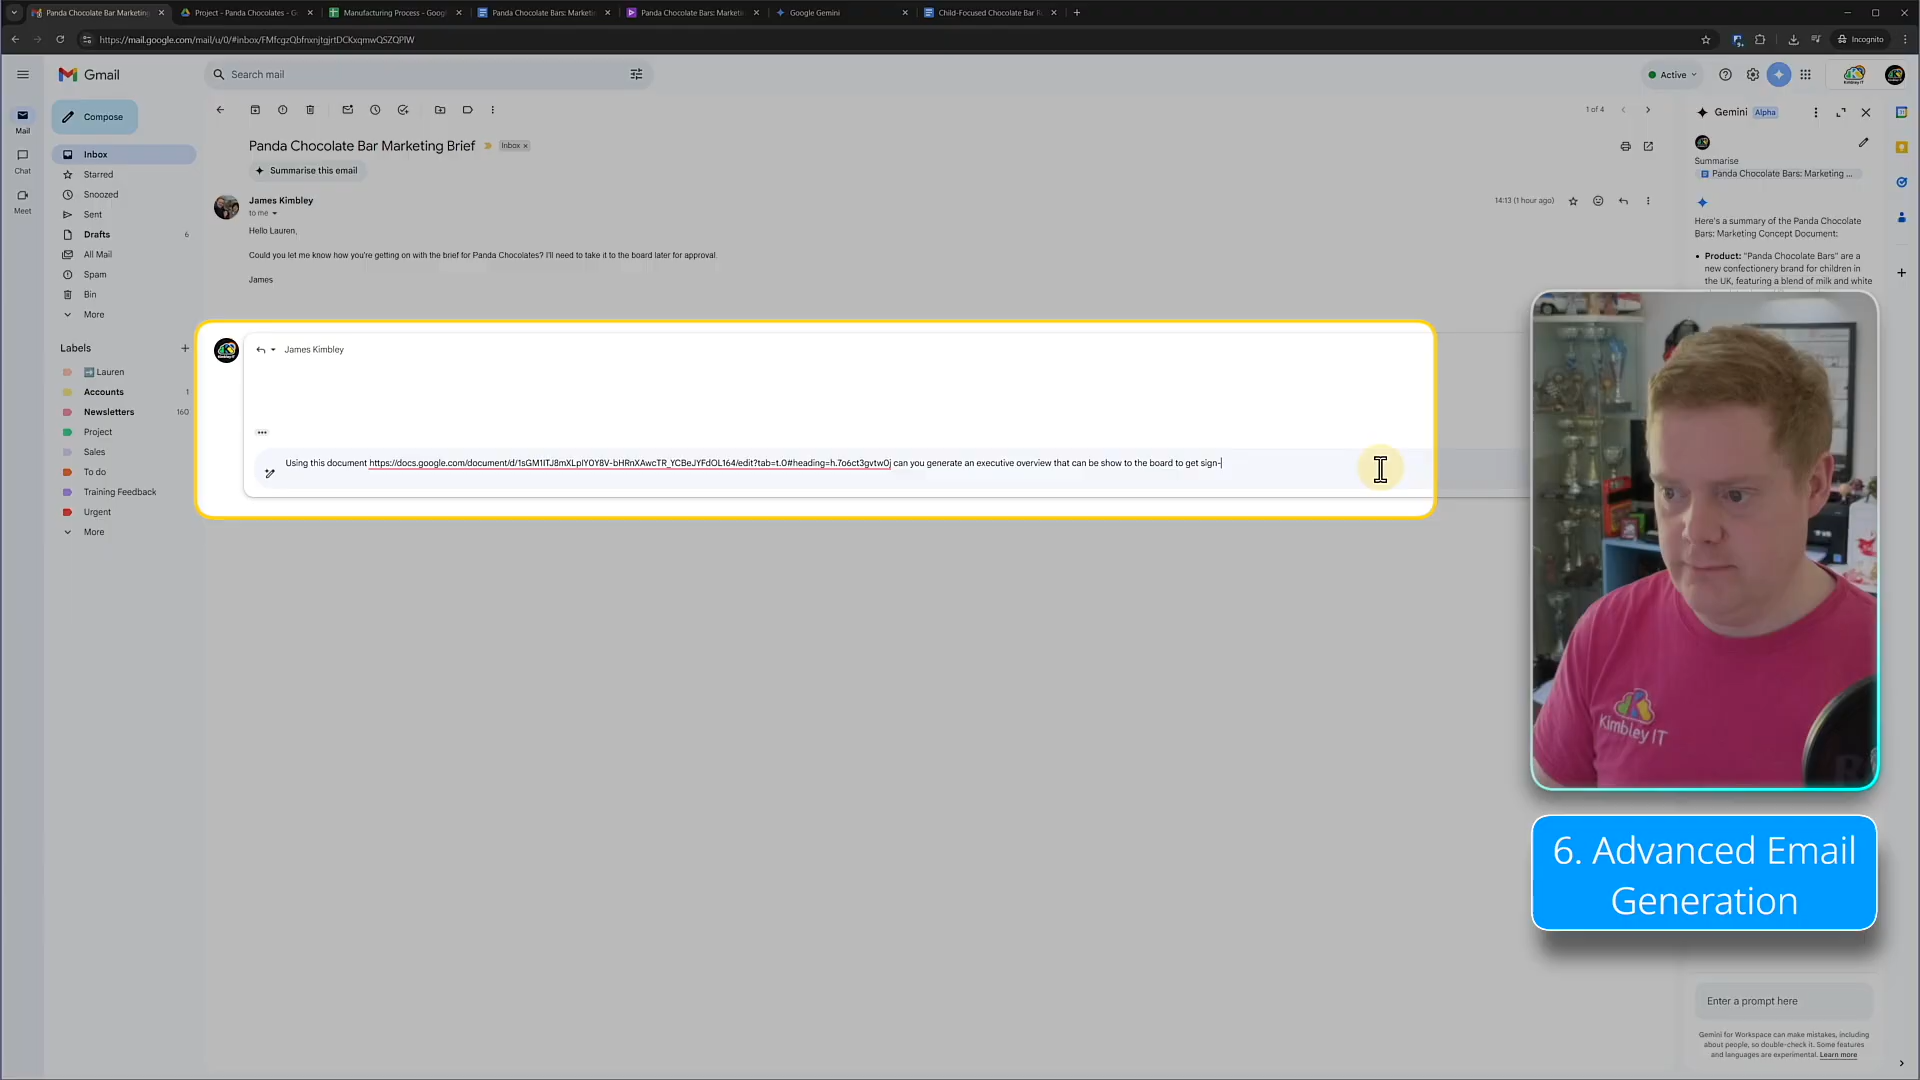 Panda Chocolate Bar Marketing
Project - Panda Chocolates - G
Manufacturing Process - Googl
Panda Chocolate Bars: Marketi
Panda Chocolate Bars: Marketi
Google Gemini
Child-Focused Chocolate Bar R
Incognito
Gmail
Search mail
Active
Compose
Mail
Chat
Meet
Inbox
Starred
Snoozed
Sent
Drafts 6
All Mail
Spam
Bin
More
Labels
Lauren
Accounts 1
Newsletters 160
Project
Sales
To do
Training Feedback
Urgent
More
1 of 4
Panda Chocolate Bar Marketing Brief
Inbox ×
Summarise this email
James Kimbley
to me
14:13 (1 hour ago)
Hello Lauren,
Could you let me know how you're getting on with the brief for Panda Chocolates? I'll need to take it to the board later for approval.
James
James Kimbley
Using this document https://docs.google.com/document/d/1sGM1ITJ8mXLpIY0Y8V-bHRnXAwcTR_YCBeJYFdOL164/edit?tab=t.0#heading=h.7o6ct3gvtw0j can you generate an executive overview that can be show to the board to get sign-
Gemini Alpha
Summarise
Panda Chocolate Bars: Marketing ...
Here's a summary of the Panda Chocolate
Bars: Marketing Concept Document:
• Product: "Panda Chocolate Bars" are a
new confectionery brand for children in
the UK, featuring a blend of milk and white
Kimbley IT
6. Advanced Email
Generation
Enter a prompt here
Gemini for Workspace can make mistakes, including
about people, so double-check it. Some features
and languages are experimental. Learn more